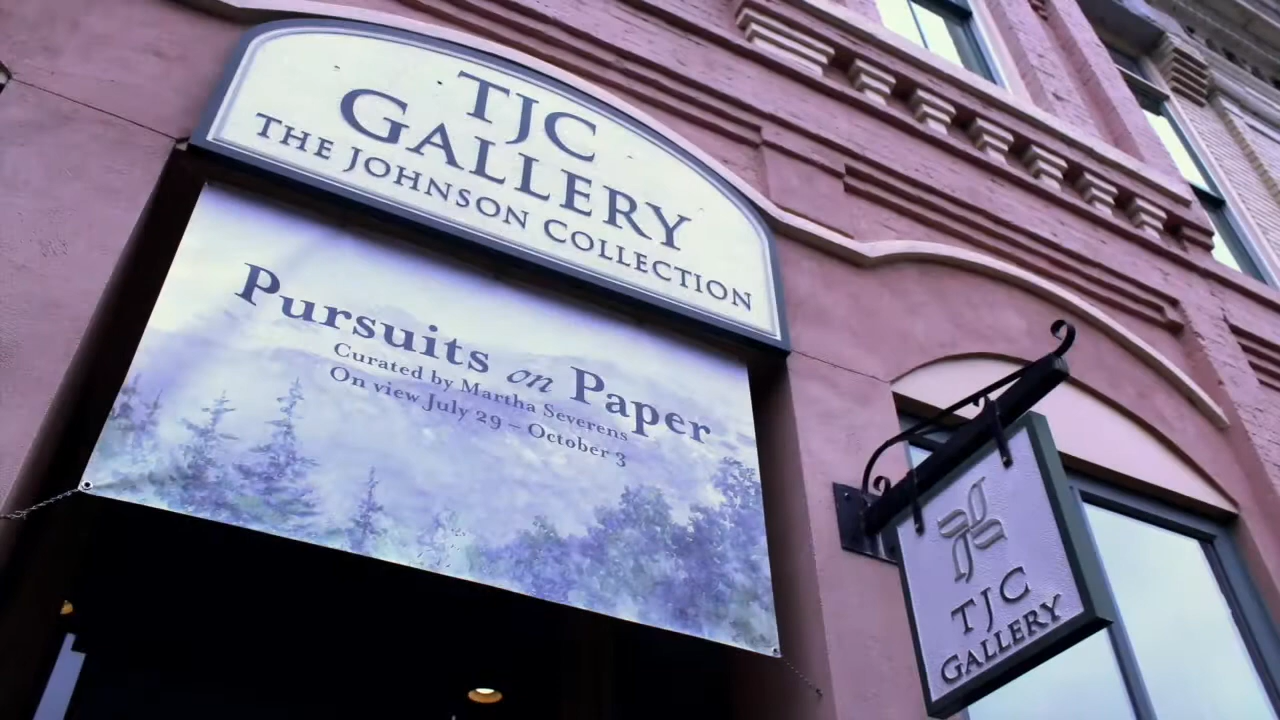 TJC
GALLERY
THE JOHNSON COLLECTION
Pursuits on Paper
Curated by Martha Severens
On view July 29 – October 3
TJC
GALLERY